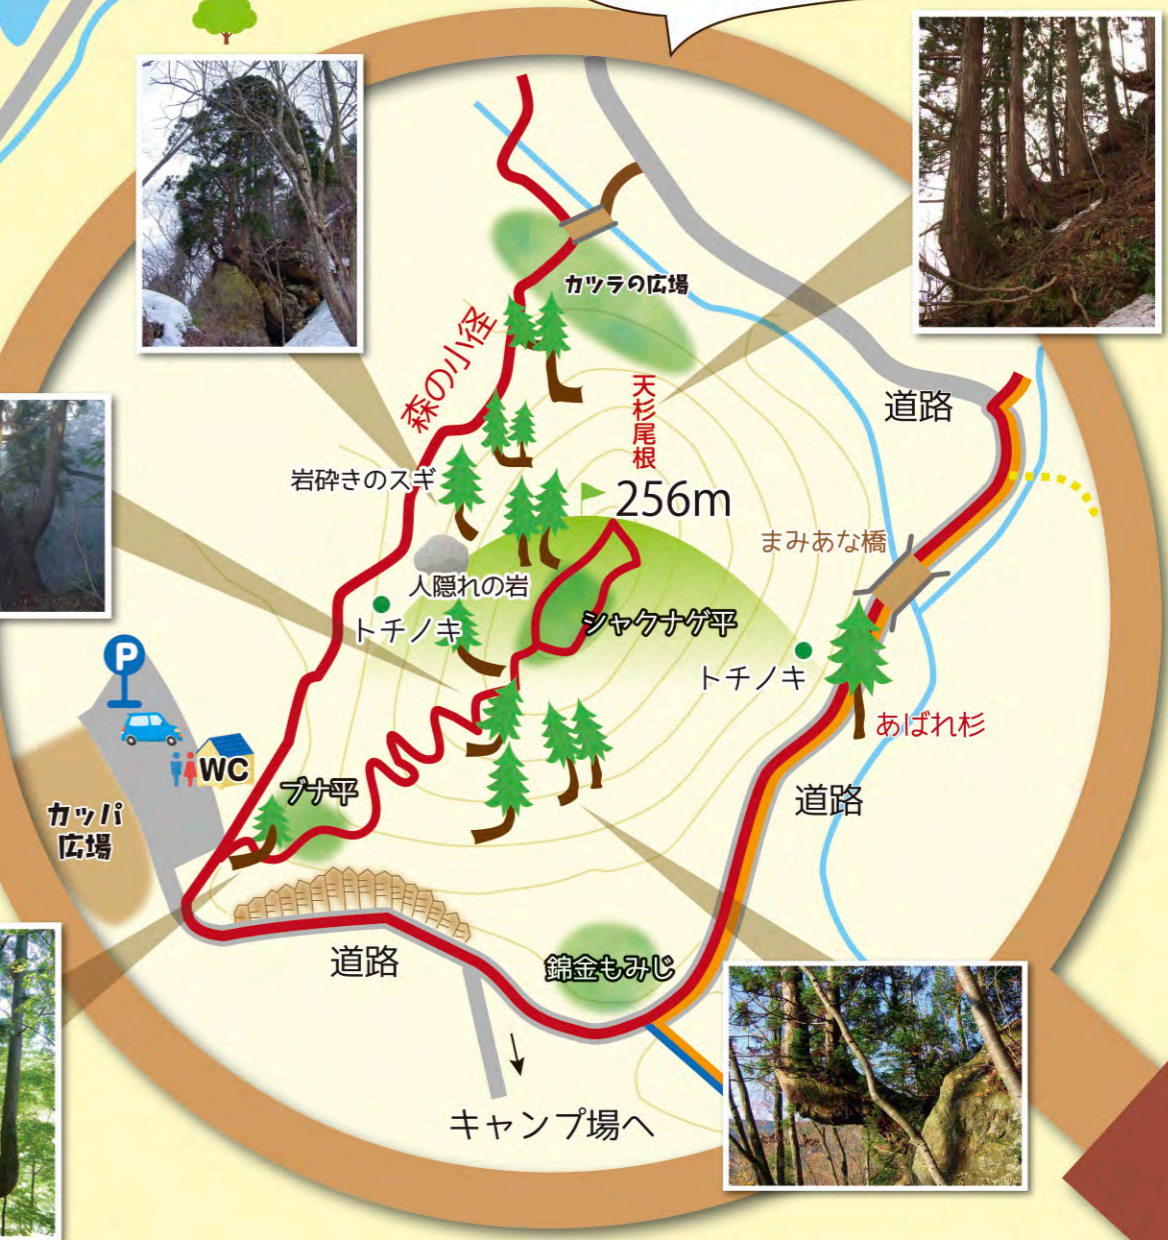 カツラの広場
森の小径
天杉尾根
道路
岩砕きのスギ
256m
まみあな橋
人隠れの岩
トチノキ
シャクナゲ平
トチノキ
P
あばれ杉
WC
ブナ平
道路
カッパ
広場
道路
錦金もみじ
キャンプ場へ